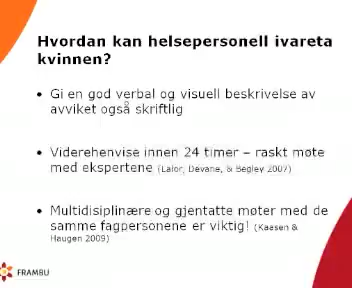 Hvordan kan helsepersonell ivareta
kvinnen?
• Gi en god verbal og visuell beskrivelse av
avviket også skriftlig
• Viderehenvise innen 24 timer – raskt møte
med ekspertene (Lalor, Devane, & Begley 2007)
• Multidisiplinære og gjentatte møter med de
samme fagpersonene er viktig! (Kaasen &
Haugen 2009)
FRAMBU